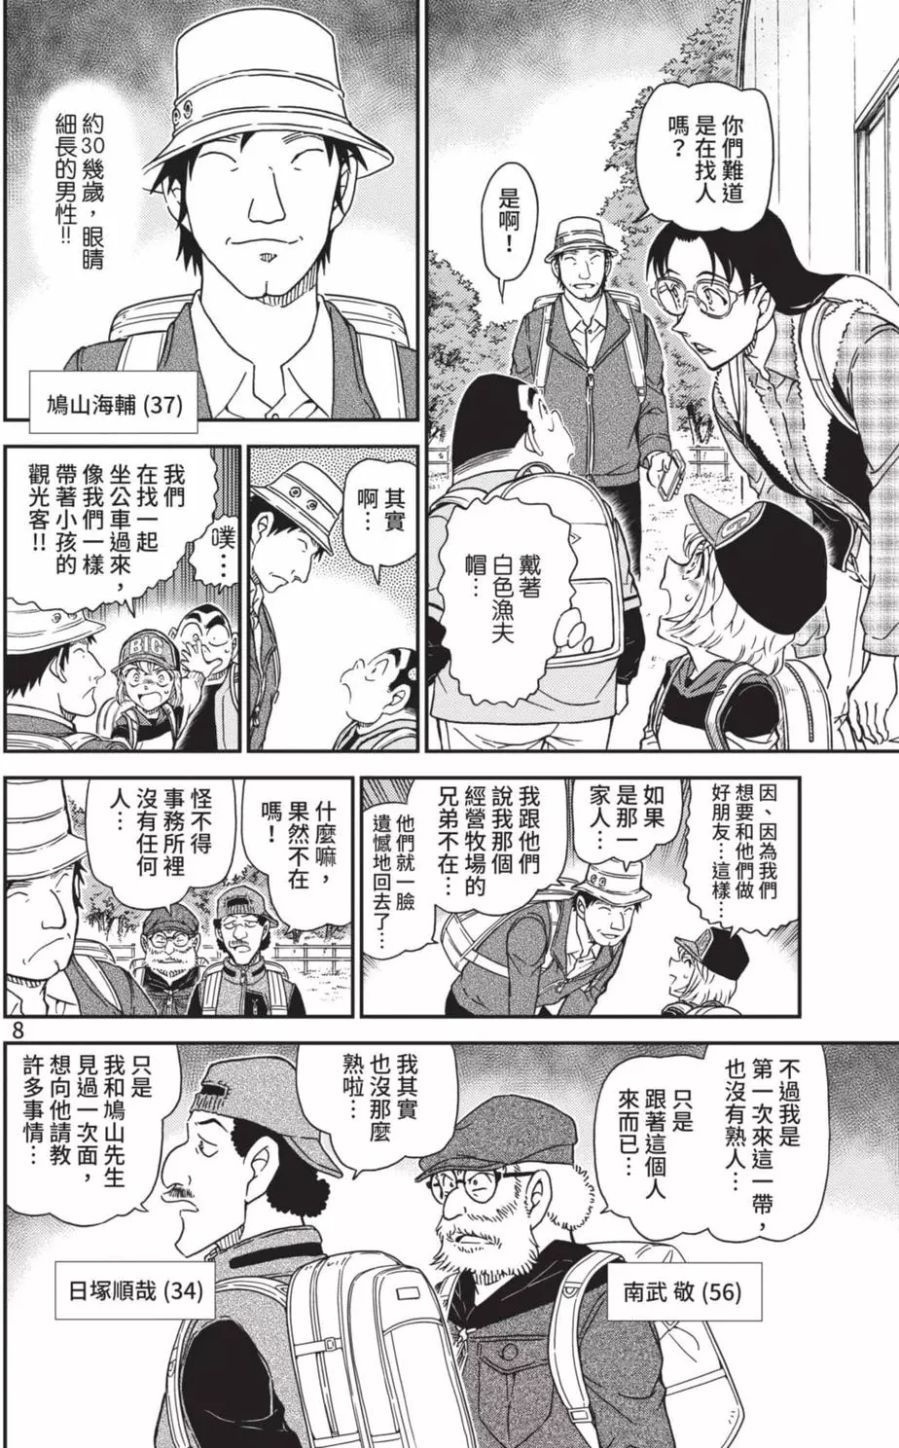 你們難道
是在找人
嗎？
是啊！
戴著
白色漁夫
帽…
約30幾歲，眼睛
細長的男性!!
鳩山海輔 (37)
其實
啊…
噗…
我們
在找一起
坐公車過來，
像我們一樣
帶著小孩的
觀光客!!
因、因為我們
想要和他們做
好朋友…這樣…
如果
是那一
家人…
我跟他們
說我那個
經營牧場的
兄弟不在…
他們就一臉
遺憾地回去了…
什麼嘛，
果然不在
嗎！
怪不得
事務所裡
沒有任何
人…
8
不過我是
第一次來這一帶，
也沒有熟人…
只是
跟著這個人
來而已…
我其實
也沒那麼
熟啦…
只是
我和鳩山先生
見過一次面，
想向他請教
許多事情…
南武 敬 (56)
日塚順哉 (34)
BIG